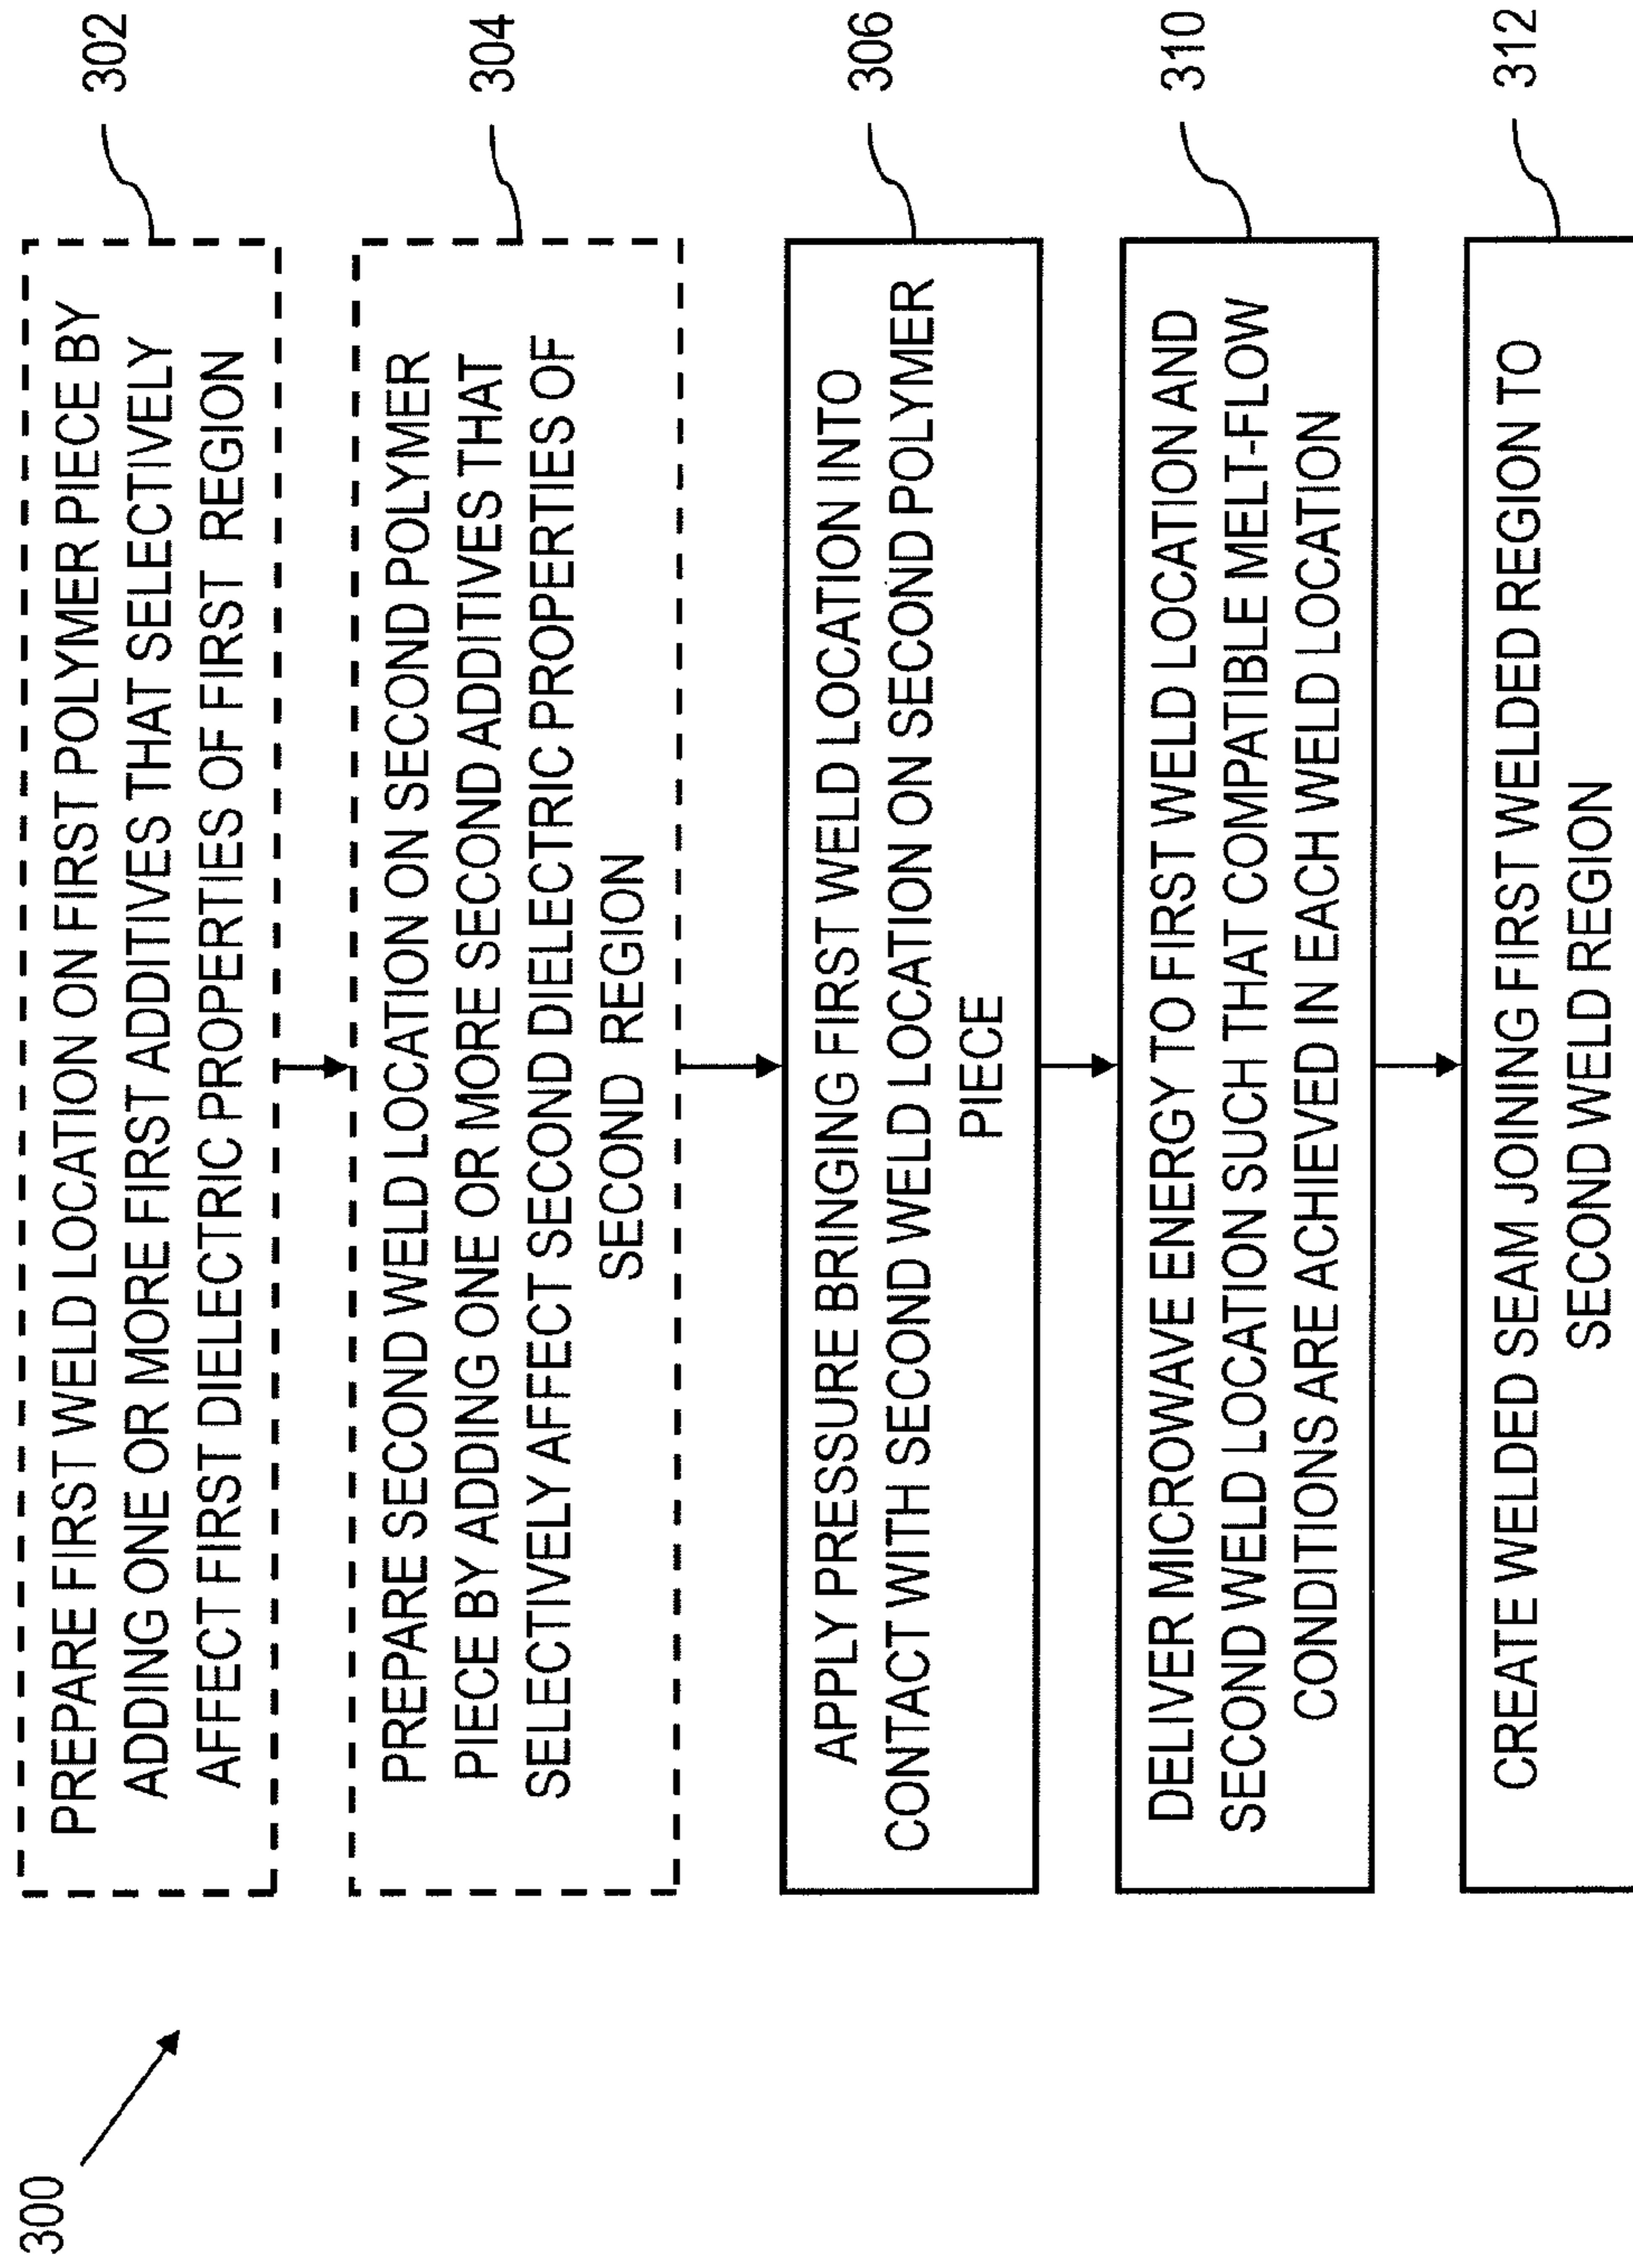 300
PREPARE FIRST WELD LOCATION ON FIRST POLYMER PIECE BY
ADDING ONE OR MORE FIRST ADDITIVES THAT SELECTIVELY
AFFECT FIRST DIELECTRIC PROPERTIES OF FIRST REGION
302
PREPARE SECOND WELD LOCATION ON SECOND POLYMER
PIECE BY ADDING ONE OR MORE SECOND ADDITIVES THAT
SELECTIVELY AFFECT SECOND DIELECTRIC PROPERTIES OF
SECOND REGION
304
APPLY PRESSURE BRINGING FIRST WELD LOCATION INTO
CONTACT WITH SECOND WELD LOCATION ON SECOND POLYMER
PIECE
306
DELIVER MICROWAVE ENERGY TO FIRST WELD LOCATION AND
SECOND WELD LOCATION SUCH THAT COMPATIBLE MELT-FLOW
CONDITIONS ARE ACHIEVED IN EACH WELD LOCATION
310
CREATE WELDED SEAM JOINING FIRST WELDED REGION TO
SECOND WELD REGION
312